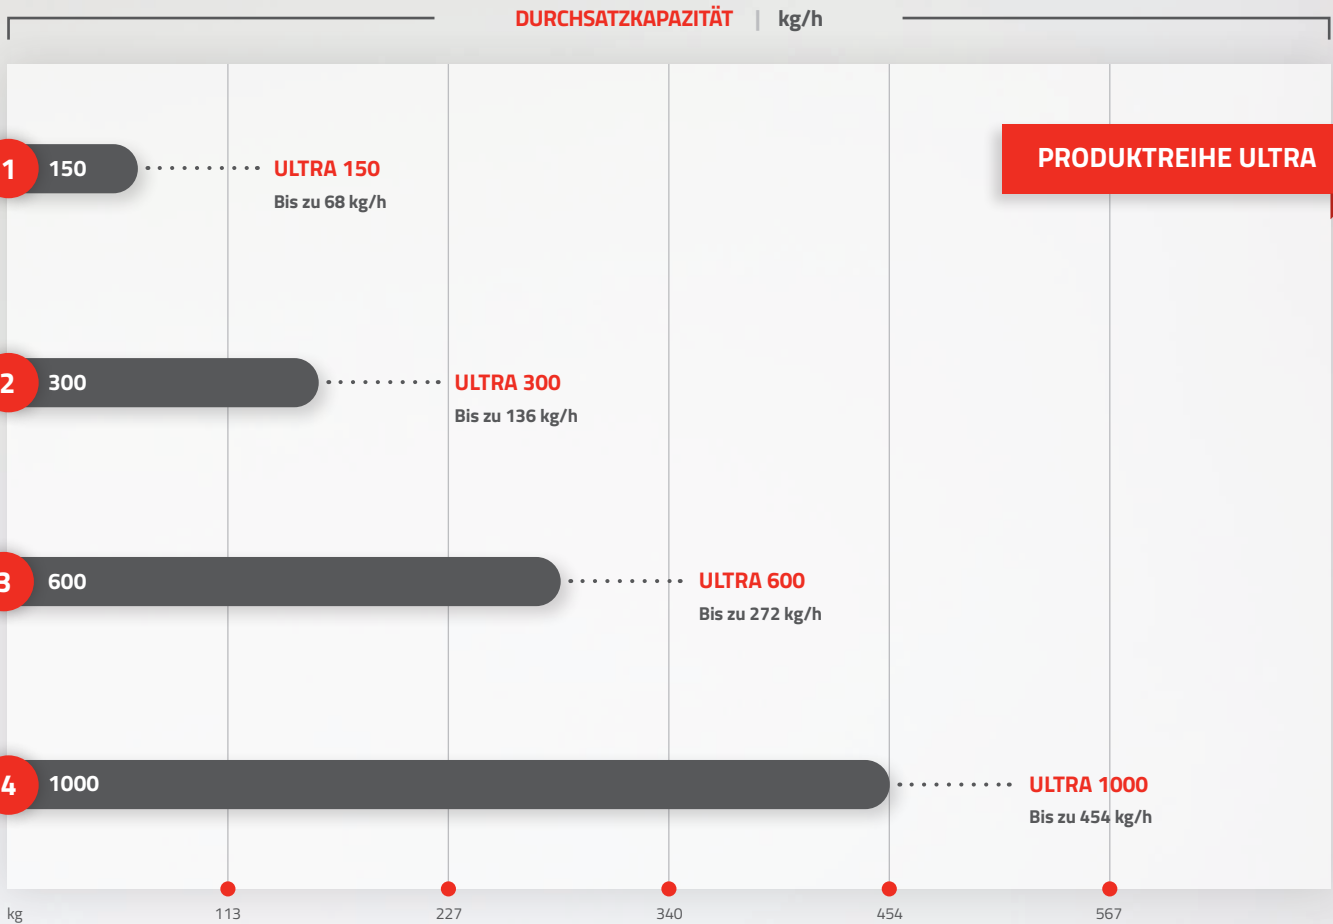 DURCHSATZKAPAZITÄT | kg/h
PRODUKTREIHE ULTRA
1 150 ULTRA 150
Bis zu 68 kg/h
2 300 ULTRA 300
Bis zu 136 kg/h
3 600 ULTRA 600
Bis zu 272 kg/h
4 1000 ULTRA 1000
Bis zu 454 kg/h
kg 113 227 340 454 567